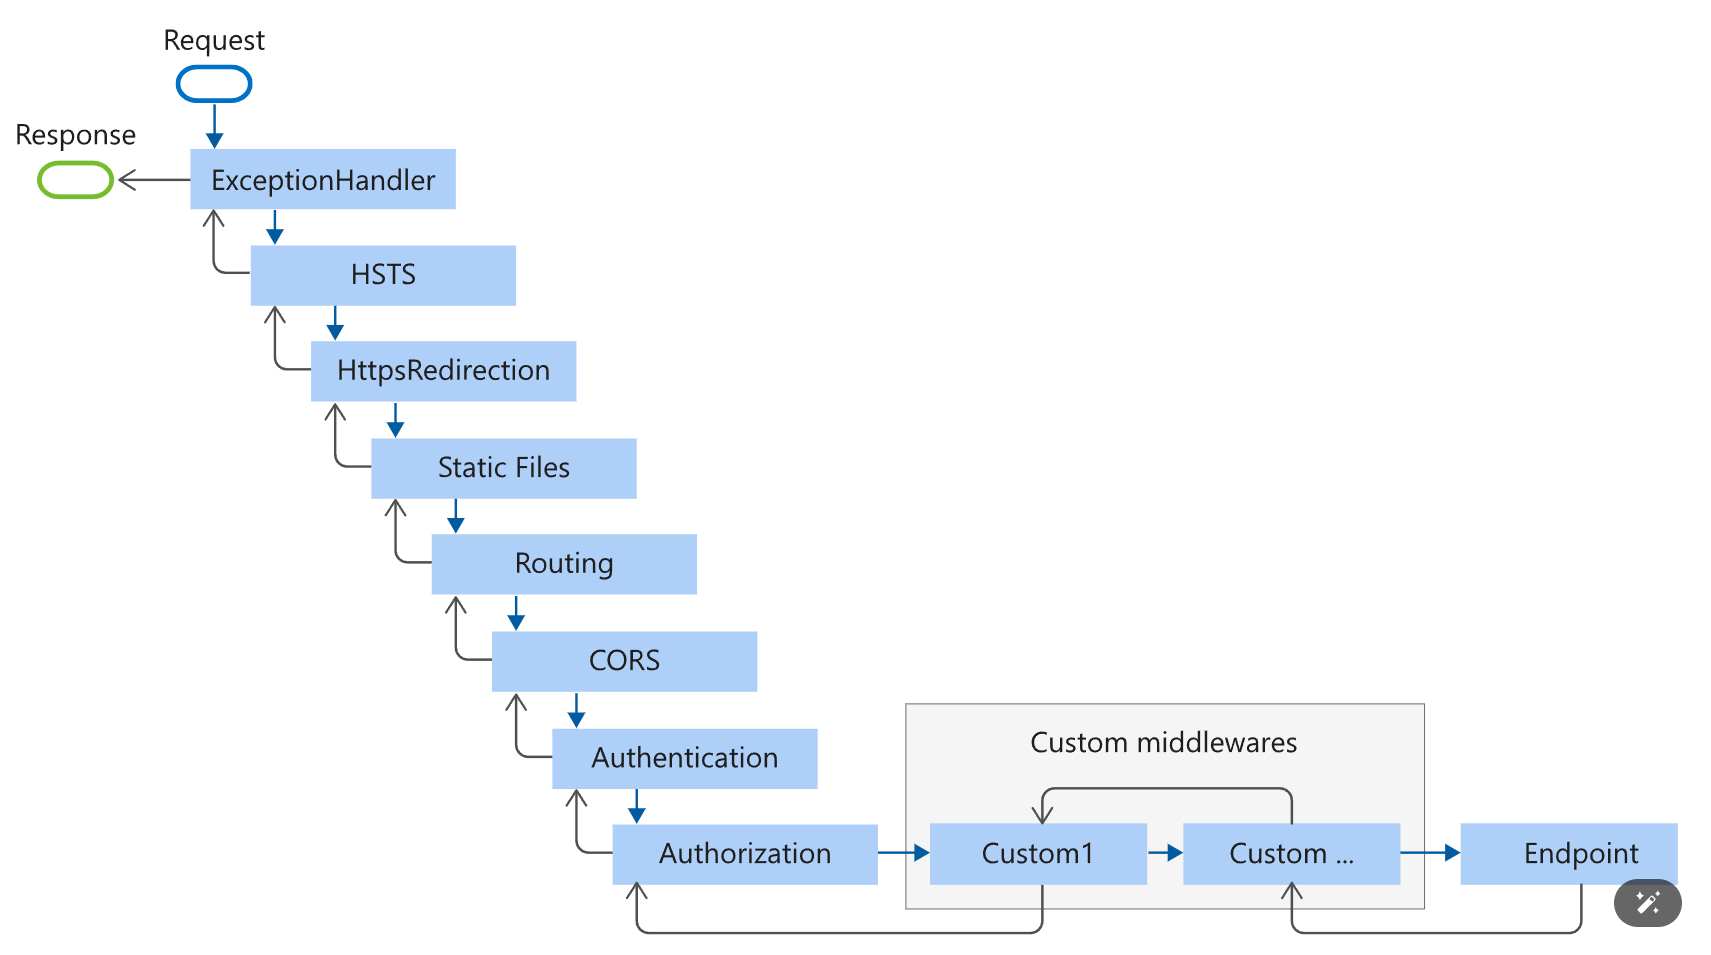 Request
Response
ExceptionHandler
HSTS
HttpsRedirection
Static Files
Routing
CORS
Authentication
Custom middlewares
Authorization
Custom1
Custom ...
Endpoint